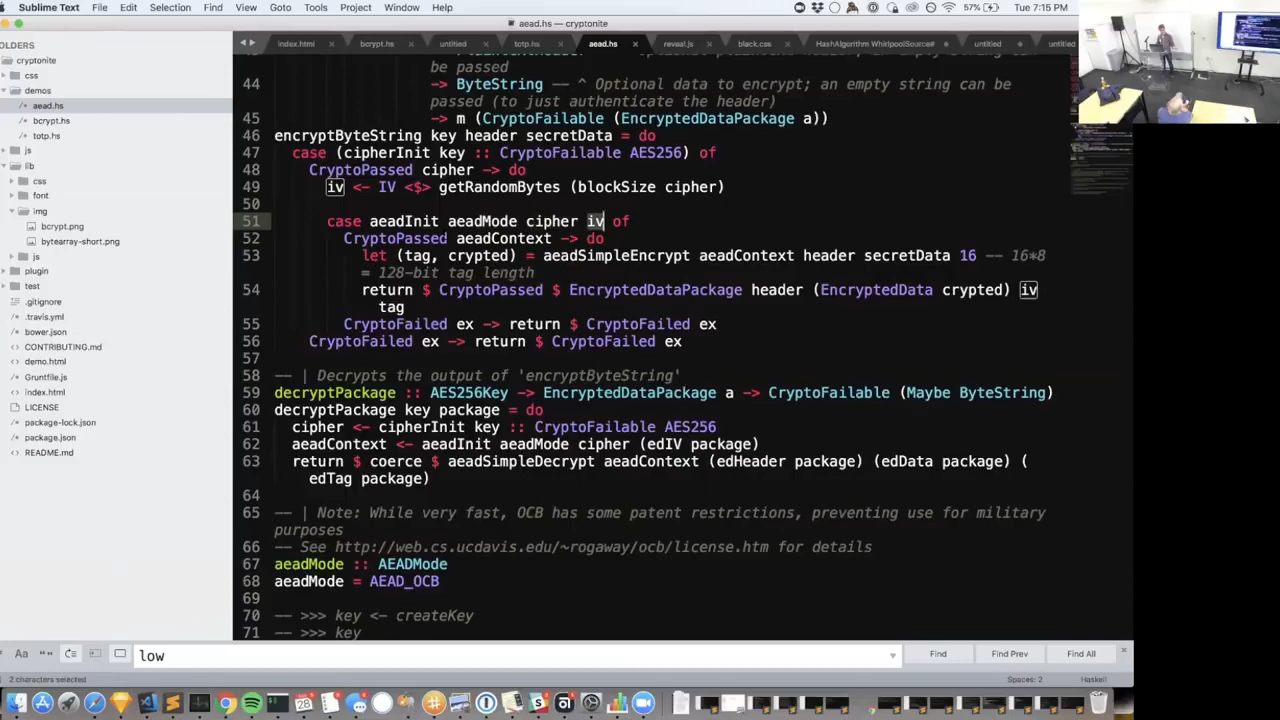 Sublime Text File Edit Selection Find View Goto Tools Project Window Help 57% Tue 7:15 PM
aead.hs — cryptonite
OLDERS
cryptonite
css
demos
aead.hs
bcrypt.hs
totp.hs
js
lib
css
font
img
bcrypt.png
bytearray-short.png
js
plugin
test
.gitignore
.travis.yml
bower.json
CONTRIBUTING.md
demo.html
Gruntfile.js
index.html
LICENSE
package-lock.json
package.json
README.md
index.html bcrypt.hs untitled totp.hs aead.hs reveal.js black.css HashAlgorithm WhirlpoolSource# untitled untitled
be passed
44 -> ByteString -- ^ Optional data to encrypt; an empty string can be
passed (to just authenticate the header)
45 -> m (CryptoFailable (EncryptedDataPackage a))
46 encryptByteString key header secretData = do
47 case (cipherInit key :: CryptoFailable AES256) of
48 CryptoPassed cipher -> do
49 iv <- IV <$> getRandomBytes (blockSize cipher)
50
51 case aeadInit aeadMode cipher iv of
52 CryptoPassed aeadContext -> do
53 let (tag, crypted) = aeadSimpleEncrypt aeadContext header secretData 16 -- 16*8
= 128-bit tag length
54 return $ CryptoPassed $ EncryptedDataPackage header (EncryptedData crypted) iv
tag
55 CryptoFailed ex -> return $ CryptoFailed ex
56 CryptoFailed ex -> return $ CryptoFailed ex
57
58 -- | Decrypts the output of 'encryptByteString'
59 decryptPackage :: AES256Key -> EncryptedDataPackage a -> CryptoFailable (Maybe ByteString)
60 decryptPackage key package = do
61 cipher <- cipherInit key :: CryptoFailable AES256
62 aeadContext <- aeadInit aeadMode cipher (edIV package)
63 return $ coerce $ aeadSimpleDecrypt aeadContext (edHeader package) (edData package) (
edTag package)
64
65 -- | Note: While very fast, OCB has some patent restrictions, preventing use for military
purposes
66 -- See http://web.cs.ucdavis.edu/~rogaway/ocb/license.htm for details
67 aeadMode :: AEADMode
68 aeadMode = AEAD_OCB
69
70 -- >>> key <- createKey
71 -- >>> key
Aa low Find Find Prev Find All
2 characters selected Spaces: 2 Haskell